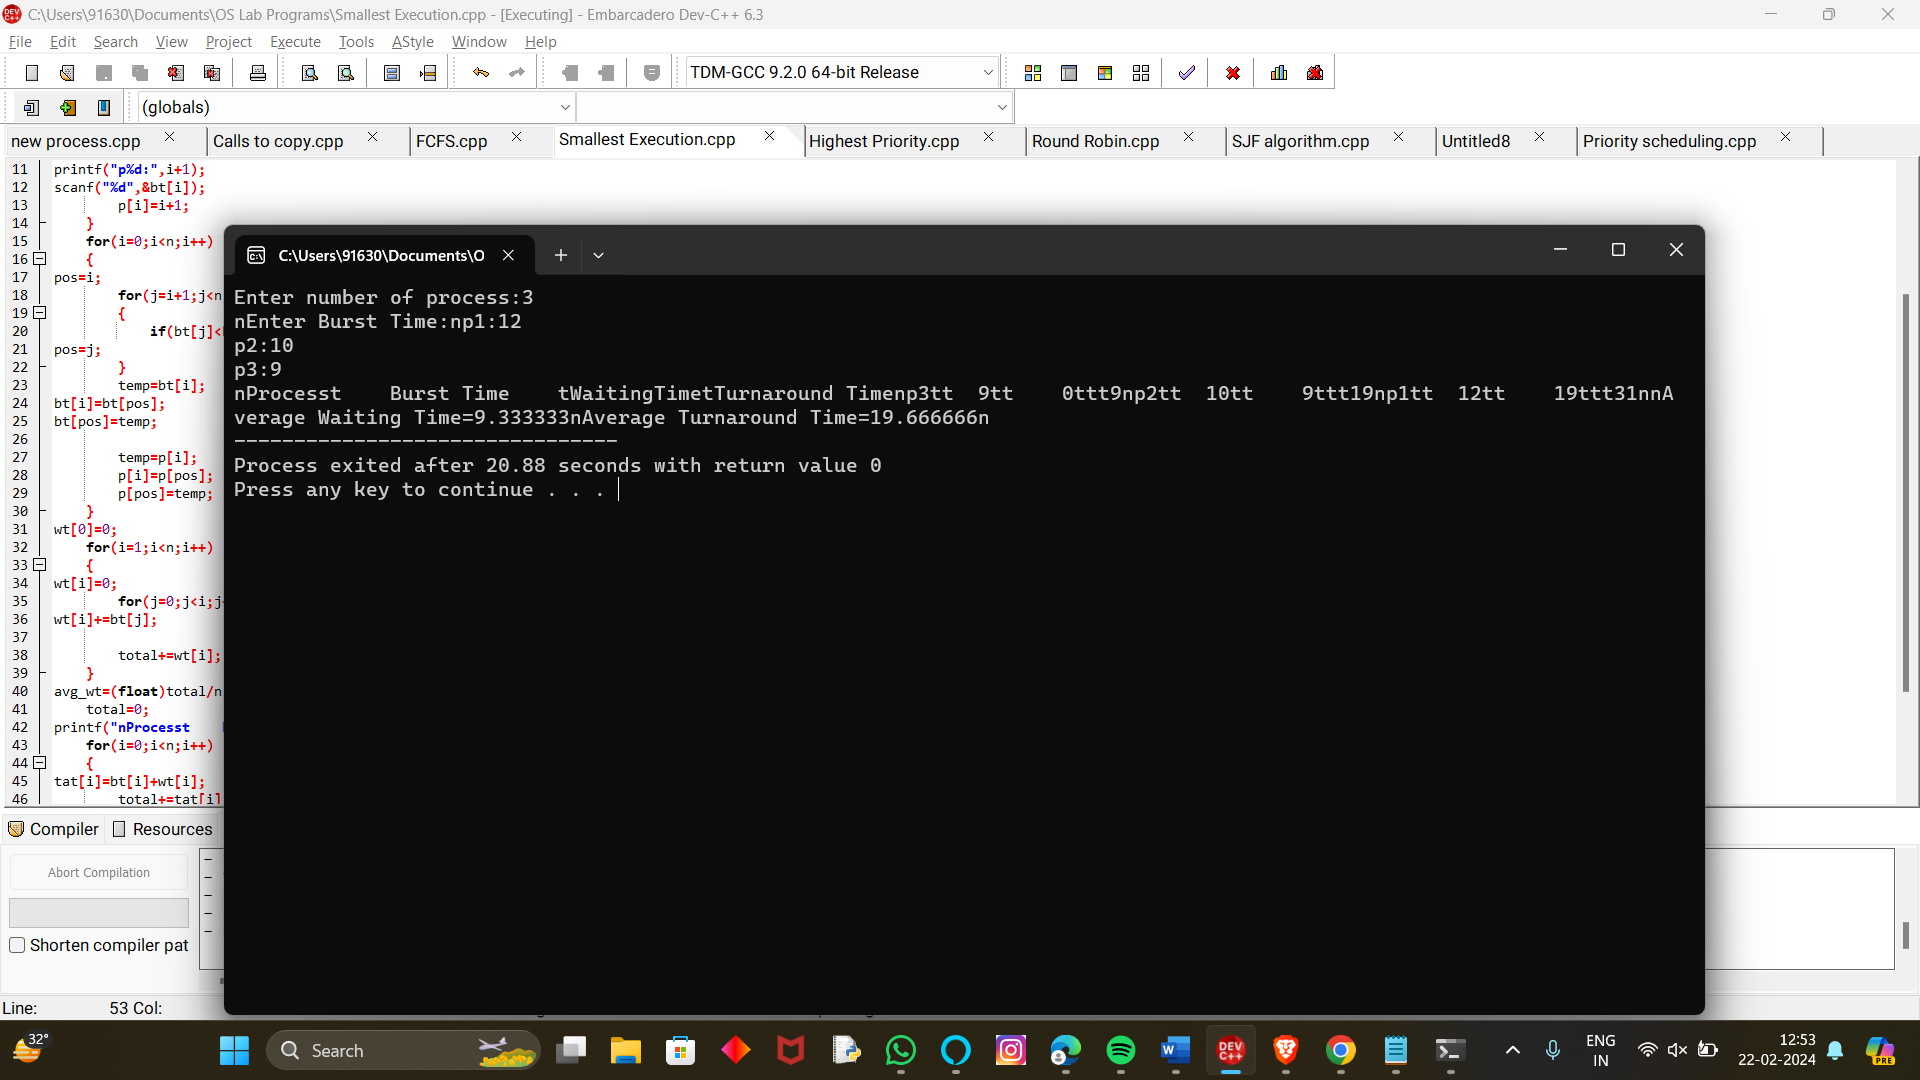 C:\Users\91630\Documents\OS Lab Programs\Smallest Execution.cpp - [Executing] - Embarcadero Dev-C++ 6.3
File Edit Search View Project Execute Tools AStyle Window Help
TDM-GCC 9.2.0 64-bit Release
(globals)
new process.cpp Calls to copy.cpp FCFS.cpp Smallest Execution.cpp Highest Priority.cpp Round Robin.cpp SJF algorithm.cpp Untitled8 Priority scheduling.cpp
11 printf("p%d:",i+1);
12 scanf("%d",&bt[i]);
13 p[i]=i+1;
14 }
15 for(i=0;i<n;i++)
16 {
17 pos=i;
18 for(j=i+1;j<n
19 {
20 if(bt[j]<
21 pos=j;
22 }
23 temp=bt[i];
24 bt[i]=bt[pos];
25 bt[pos]=temp;
26
27 temp=p[i];
28 p[i]=p[pos];
29 p[pos]=temp;
30 }
31 wt[0]=0;
32 for(i=1;i<n;i++)
33 {
34 wt[i]=0;
35 for(j=0;j<i;j
36 wt[i]+=bt[j];
37
38 total+=wt[i];
39 }
40 avg_wt=(float)total/n
41 total=0;
42 printf("nProcesst
43 for(i=0;i<n;i++)
44 {
45 tat[i]=bt[i]+wt[i];
46 total+=tat[i]
C:\Users\91630\Documents\O
Enter number of process:3
nEnter Burst Time:np1:12
p2:10
p3:9
nProcesst    Burst Time    tWaitingTimetTurnaround Timenp3tt  9tt    0ttt9np2tt  10tt    9ttt19np1tt  12tt    19ttt31nnA
verage Waiting Time=9.333333nAverage Turnaround Time=19.666666n
--------------------------------
Process exited after 20.88 seconds with return value 0
Press any key to continue . . .
Compiler Resources
Abort Compilation
Shorten compiler pat
Line: 53 Col:
32°
Search
DEV C++
ENG
IN
12:53
22-02-2024
PRE